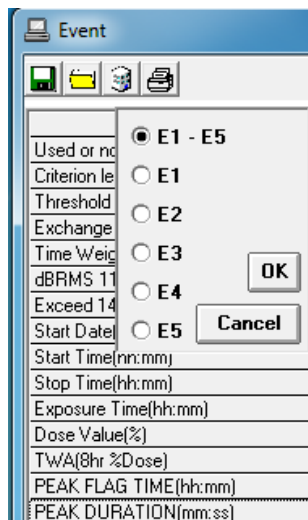 Event
E1 - E5
Used or no
E1
Criterion le
Threshold
E2
Exchange
Time Weig
E3
dBRMS 11
OK
Exceed 14
E4
Start Date(
E5
Cancel
Start Time(hh:mm)
Stop Time(hh:mm)
Exposure Time(hh:mm)
Dose Value(%)
TWA(8hr %Dose)
PEAK FLAG TIME(hh:mm)
PEAK DURATION(mm:ss)